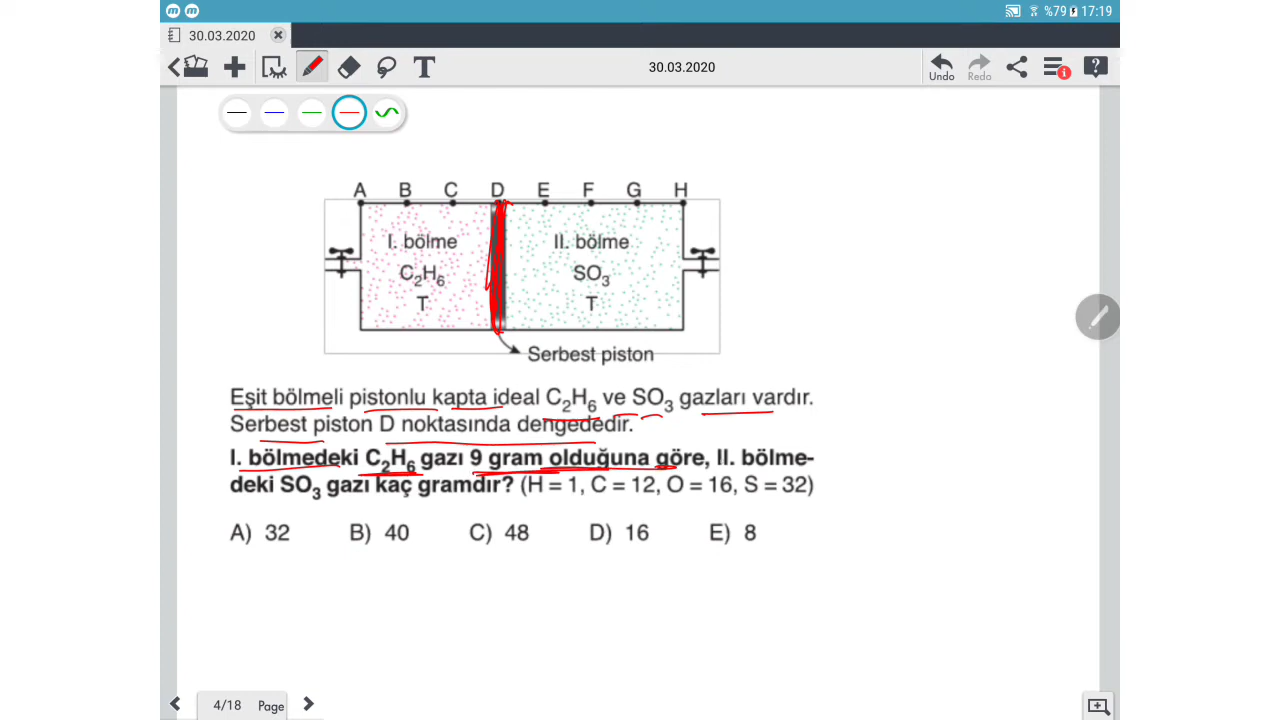 %79 17:19
30.03.2020
30.03.2020
Undo
Redo
A B C D E F G H
I. bölme
C₂H₆
T
II. bölme
SO₃
T
Serbest piston
Eşit bölmeli pistonlu kapta ideal C₂H₆ ve SO₃ gazları vardır.
Serbest piston D noktasında dengededir.
I. bölmedeki C₂H₆ gazı 9 gram olduğuna göre, II. bölme-
deki SO₃ gazı kaç gramdır? (H = 1, C = 12, O = 16, S = 32)
A) 32 B) 40 C) 48 D) 16 E) 8
4/18 Page